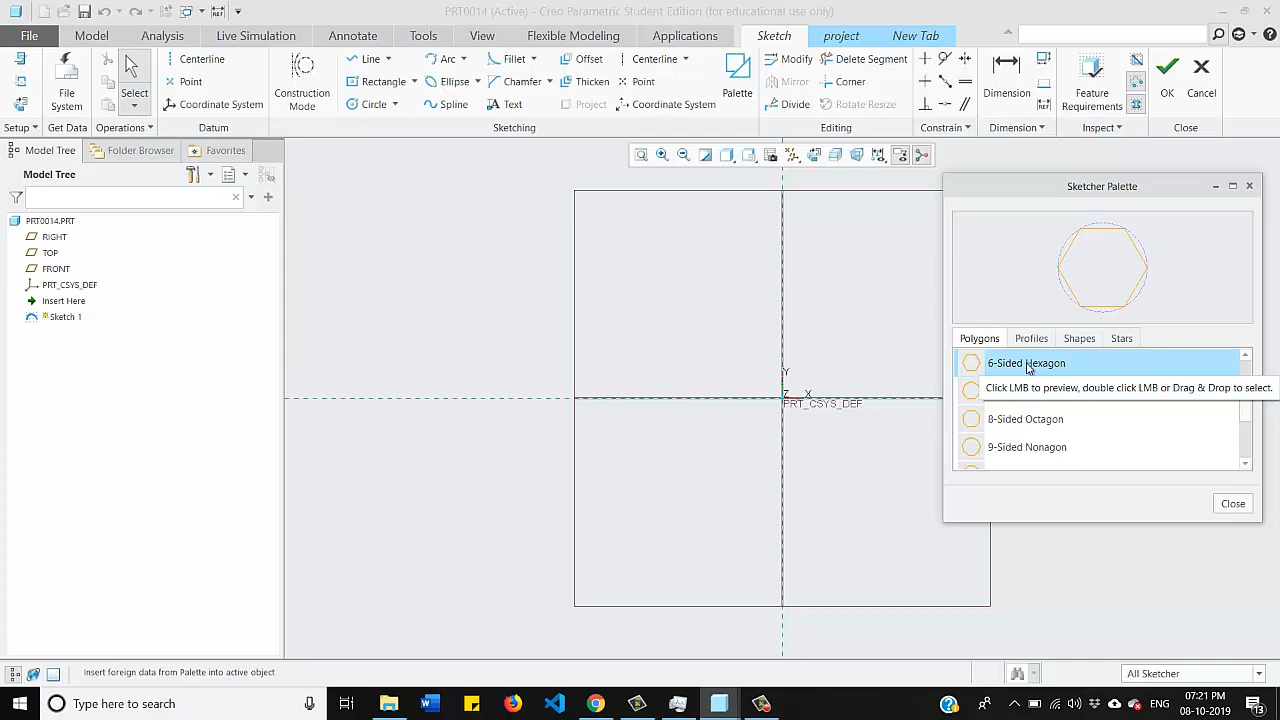 PRT0014 (Active) - Creo Parametric Student Edition (for educational use only)
File Model Analysis Live Simulation Annotate Tools View Flexible Modeling Applications Sketch project New Tab
File System
Select
Centerline
Point
Coordinate System
Construction Mode
Line Arc Fillet Offset Centerline
Rectangle Ellipse Chamfer Thicken Point
Circle Spline Text Project Coordinate System
Palette
Modify Delete Segment
Mirror Corner
Divide Rotate Resize
Dimension
Feature Requirements
OK Cancel
Setup Get Data Operations Datum Sketching Editing Constrain Dimension Inspect Close
Model Tree Folder Browser Favorites
Model Tree
PRT0014.PRT
RIGHT
TOP
FRONT
PRT_CSYS_DEF
Insert Here
Sketch 1
Y
Z X
PRT_CSYS_DEF
Sketcher Palette
Polygons Profiles Shapes Stars
6-Sided Hexagon
Click LMB to preview, double click LMB or Drag & Drop to select.
8-Sided Octagon
9-Sided Nonagon
Close
Insert foreign data from Palette into active object
All Sketcher
Type here to search
ENG
07:21 PM
08-10-2019
13